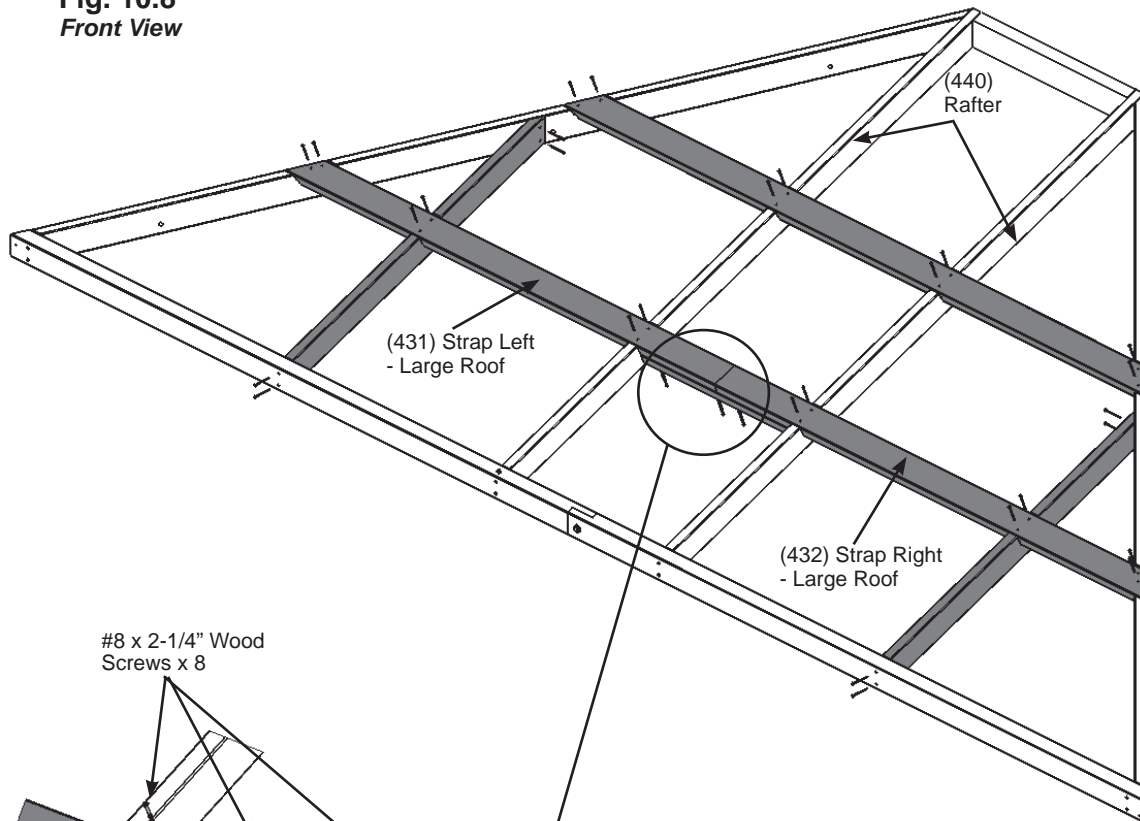 Fig. 10.8
Front View
(440)
Rafter
(431) Strap Left
- Large Roof
(432) Strap Right
- Large Roof
#8 x 2-1/4” Wood
Screws x 8